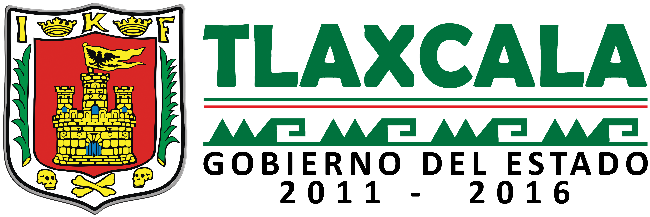 I K F
TLAXCALA
GOBIERNO DEL ESTADO
2011 - 2016